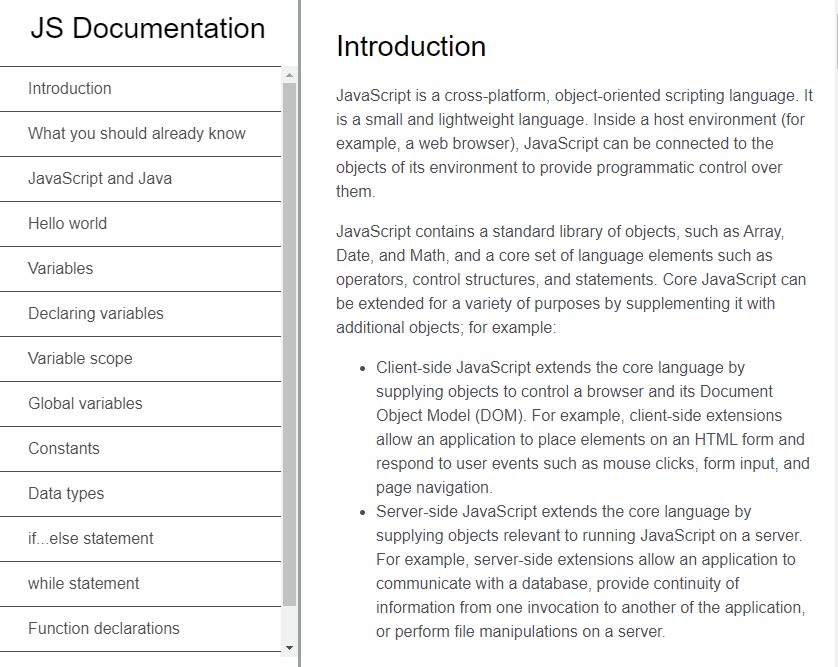 JS Documentation
Introduction
What you should already know
JavaScript and Java
Hello world
Variables
Declaring variables
Variable scope
Global variables
Constants
Data types
if...else statement
while statement
Function declarations
Introduction
JavaScript is a cross-platform, object-oriented scripting language. It
is a small and lightweight language. Inside a host environment (for
example, a web browser), JavaScript can be connected to the
objects of its environment to provide programmatic control over
them.
JavaScript contains a standard library of objects, such as Array,
Date, and Math, and a core set of language elements such as
operators, control structures, and statements. Core JavaScript can
be extended for a variety of purposes by supplementing it with
additional objects; for example:
• Client-side JavaScript extends the core language by
supplying objects to control a browser and its Document
Object Model (DOM). For example, client-side extensions
allow an application to place elements on an HTML form and
respond to user events such as mouse clicks, form input, and
page navigation.
• Server-side JavaScript extends the core language by
supplying objects relevant to running JavaScript on a server.
For example, server-side extensions allow an application to
communicate with a database, provide continuity of
information from one invocation to another of the application,
or perform file manipulations on a server.